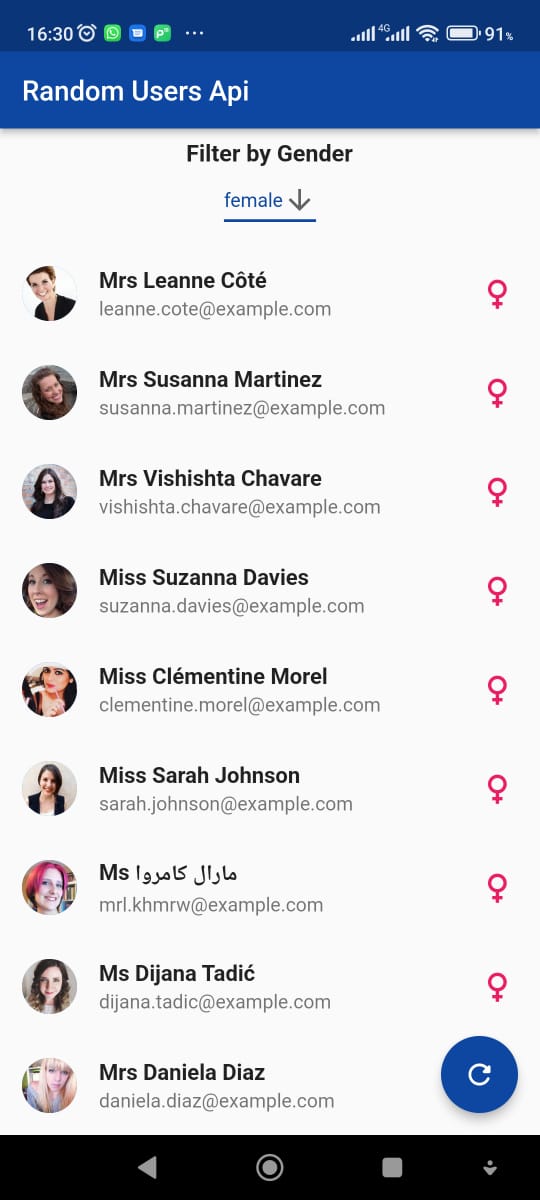 16:30
4G
91%
Random Users Api
Filter by Gender
female
Mrs Leanne Côté
leanne.cote@example.com
Mrs Susanna Martinez
susanna.martinez@example.com
Mrs Vishishta Chavare
vishishta.chavare@example.com
Miss Suzanna Davies
suzanna.davies@example.com
Miss Clémentine Morel
clementine.morel@example.com
Miss Sarah Johnson
sarah.johnson@example.com
Ms مارال کامروا
mrl.khmrw@example.com
Ms Dijana Tadić
dijana.tadic@example.com
Mrs Daniela Diaz
daniela.diaz@example.com